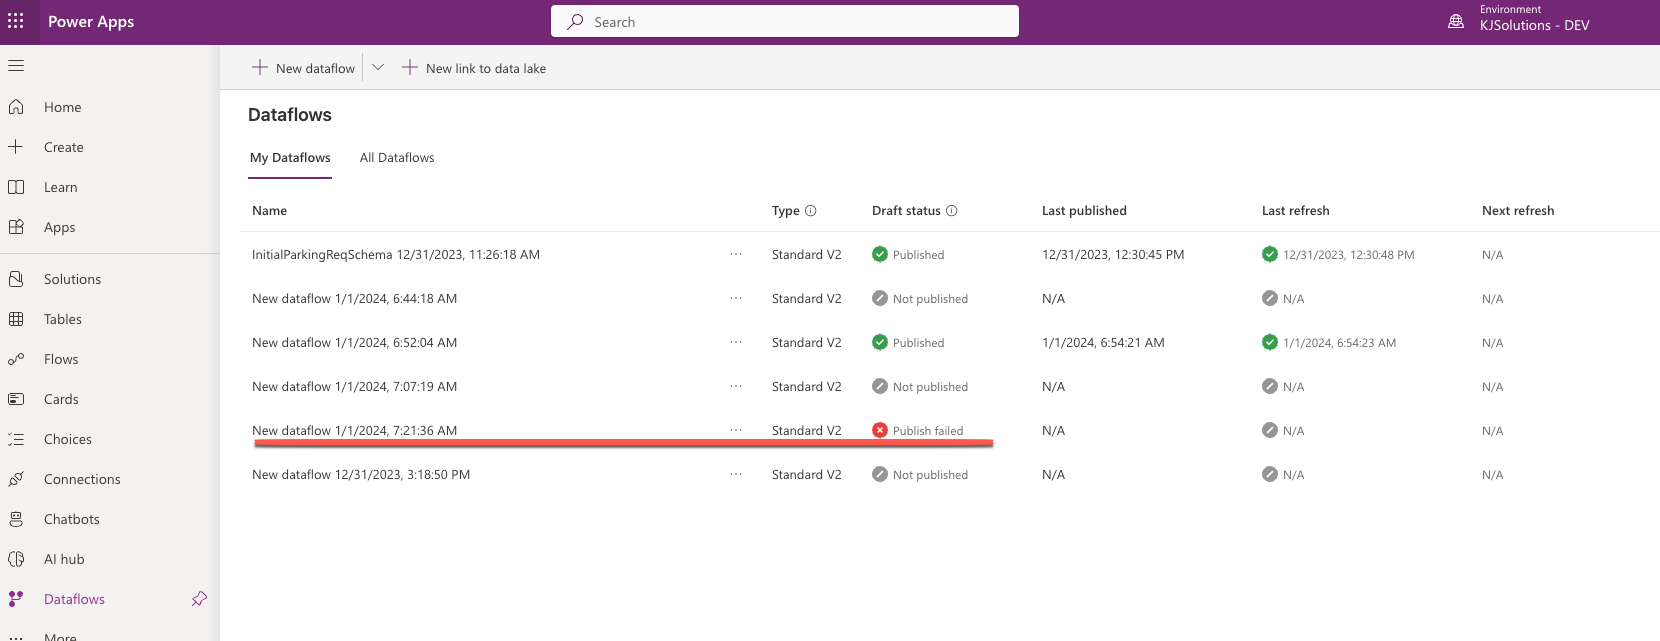 Power Apps
Search
Environment
KJSolutions - DEV
New dataflow
New link to data lake
Home
Create
Learn
Apps
Solutions
Tables
Flows
Cards
Choices
Connections
Chatbots
AI hub
Dataflows
More
Dataflows
My Dataflows All Dataflows
Name Type Draft status Last published Last refresh Next refresh
InitialParkingReqSchema 12/31/2023, 11:26:18 AM ... Standard V2 Published 12/31/2023, 12:30:45 PM 12/31/2023, 12:30:48 PM N/A
New dataflow 1/1/2024, 6:44:18 AM ... Standard V2 Not published N/A N/A N/A
New dataflow 1/1/2024, 6:52:04 AM ... Standard V2 Published 1/1/2024, 6:54:21 AM 1/1/2024, 6:54:23 AM N/A
New dataflow 1/1/2024, 7:07:19 AM ... Standard V2 Not published N/A N/A N/A
New dataflow 1/1/2024, 7:21:36 AM ... Standard V2 Publish failed N/A N/A N/A
New dataflow 12/31/2023, 3:18:50 PM ... Standard V2 Not published N/A N/A N/A